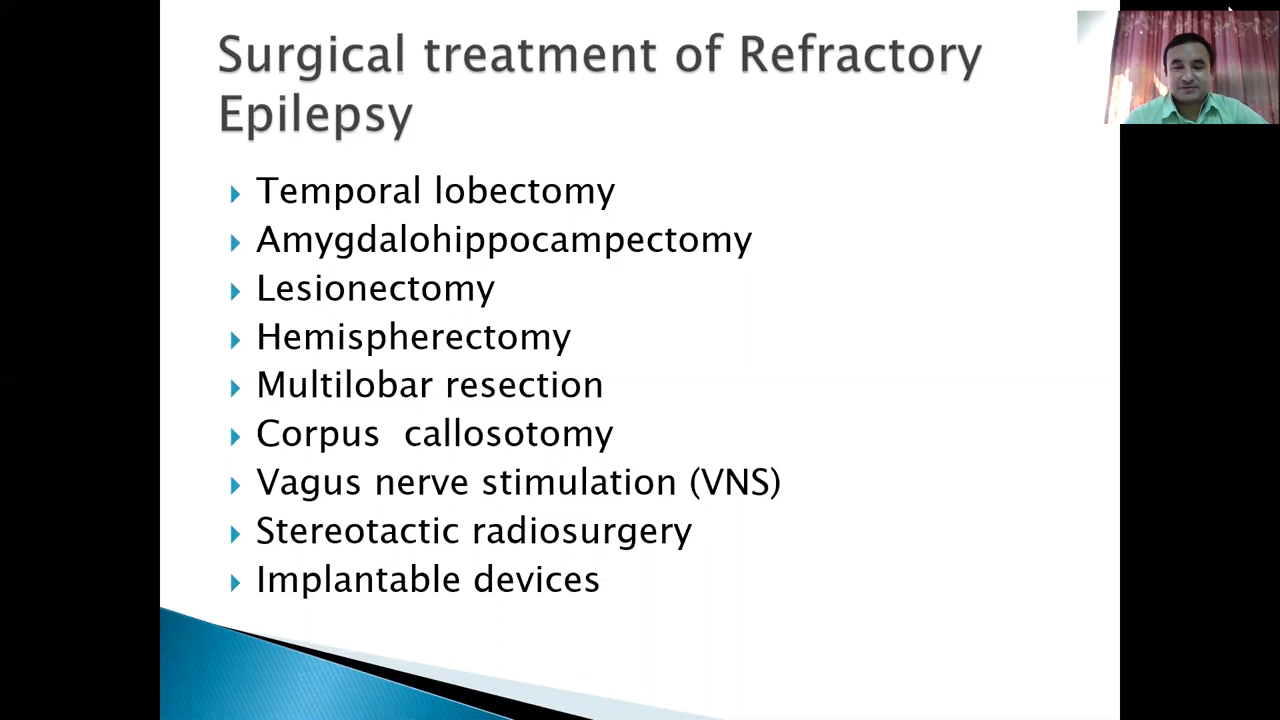 Surgical treatment of Refractory
Epilepsy
Temporal lobectomy
Amygdalohippocampectomy
Lesionectomy
Hemispherectomy
Multilobar resection
Corpus callosotomy
Vagus nerve stimulation (VNS)
Stereotactic radiosurgery
Implantable devices